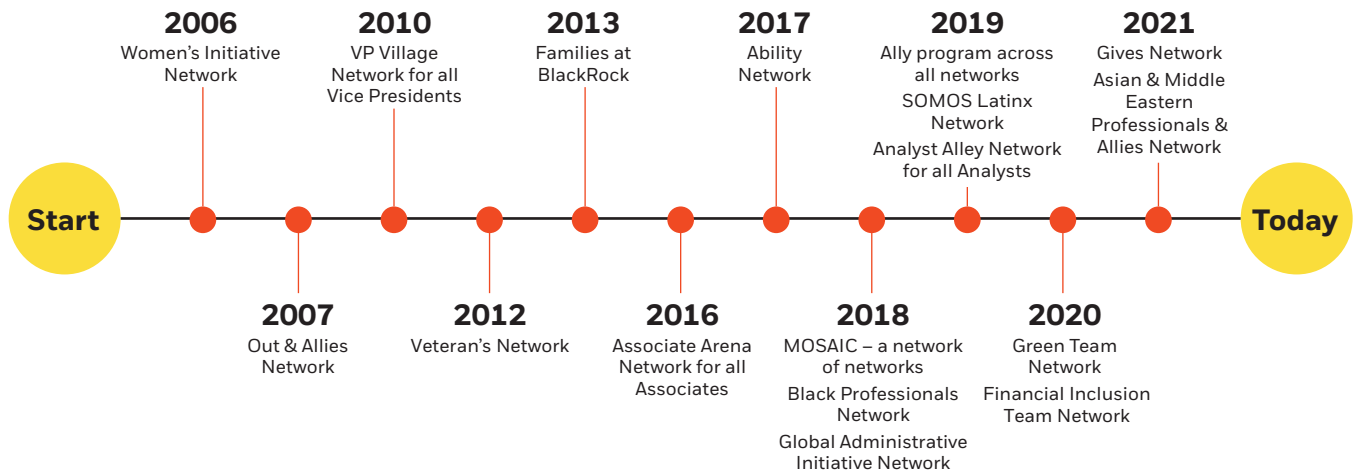 2006
Women's Initiative
Network
2010
VP Village
Network for all
Vice Presidents
2013
Families at
BlackRock
2017
Ability
Network
2019
Ally program across
all networks
SOMOS Latinx
Network
Analyst Alley Network
for all Analysts
2021
Gives Network
Asian & Middle
Eastern
Professionals &
Allies Network
Start
Today
2007
Out & Allies
Network
2012
Veteran's Network
2016
Associate Arena
Network for all
Associates
2018
MOSAIC – a network
of networks
Black Professionals
Network
Global Administrative
Initiative Network
2020
Green Team
Network
Financial Inclusion
Team Network